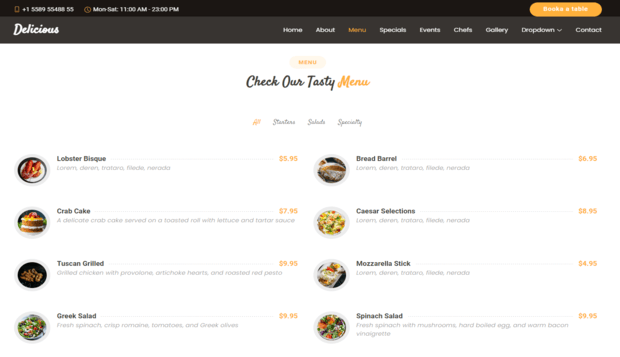 +1 5589 55488 55 Mon-Sat: 11:00 AM - 23:00 PM Book a table
Delicious Home About Menu Specials Events Chefs Gallery Dropdown Contact
MENU
Check Our Tasty Menu
All Starters Salads Specialty
Lobster Bisque $5.95
Lorem, deren, trataro, filede, nerada
Bread Barrel $6.95
Lorem, deren, trataro, filede, nerada
Crab Cake $7.95
A delicate crab cake served on a toasted roll with lettuce and tartar sauce
Caesar Selections $8.95
Lorem, deren, trataro, filede, nerada
Tuscan Grilled $9.95
Grilled chicken with provolone, artichoke hearts, and roasted red pesto
Mozzarella Stick $4.95
Lorem, deren, trataro, filede, nerada
Greek Salad $9.95
Fresh spinach, crisp romaine, tomatoes, and Greek olives
Spinach Salad $9.95
Fresh spinach with mushrooms, hard boiled egg, and warm bacon
vinaigrette